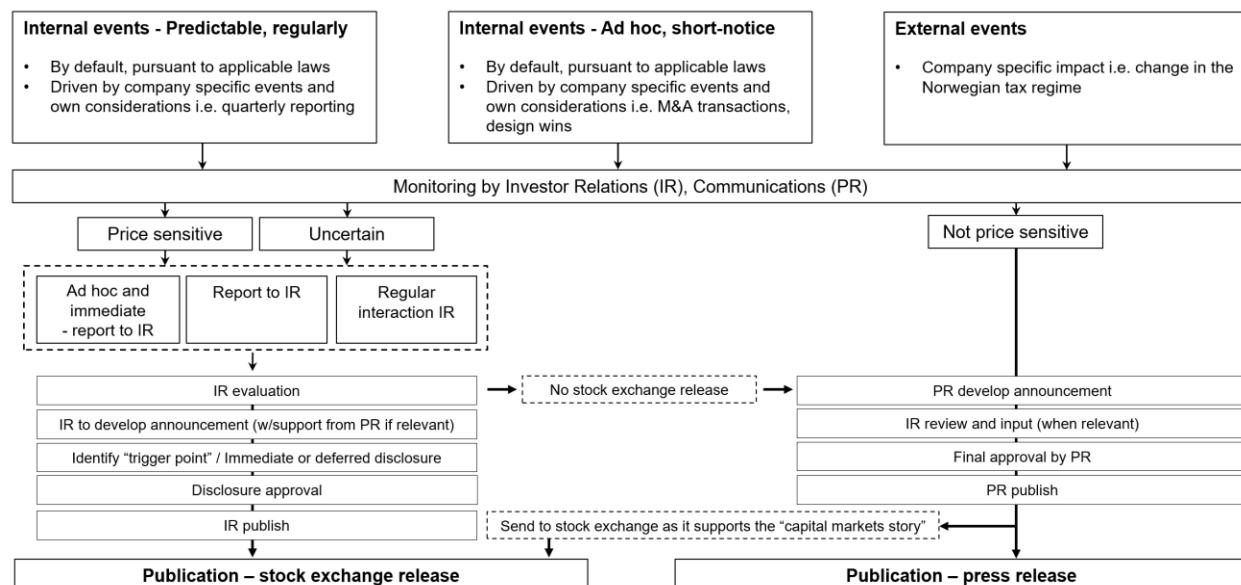 Internal events - Predictable, regularly
• By default, pursuant to applicable laws
• Driven by company specific events and
own considerations i.e. quarterly reporting
Internal events - Ad hoc, short-notice
• By default, pursuant to applicable laws
• Driven by company specific events and
own considerations i.e. M&A transactions,
design wins
External events
• Company specific impact i.e. change in the
Norwegian tax regime
Monitoring by Investor Relations (IR), Communications (PR)
Price sensitive
Uncertain
Not price sensitive
Ad hoc and
immediate
- report to IR
Report to IR
Regular
interaction IR
IR evaluation
No stock exchange release
PR develop announcement
IR to develop announcement (w/support from PR if relevant)
IR review and input (when relevant)
Identify “trigger point” / Immediate or deferred disclosure
Final approval by PR
Disclosure approval
PR publish
IR publish
Send to stock exchange as it supports the “capital markets story”
Publication – stock exchange release
Publication – press release